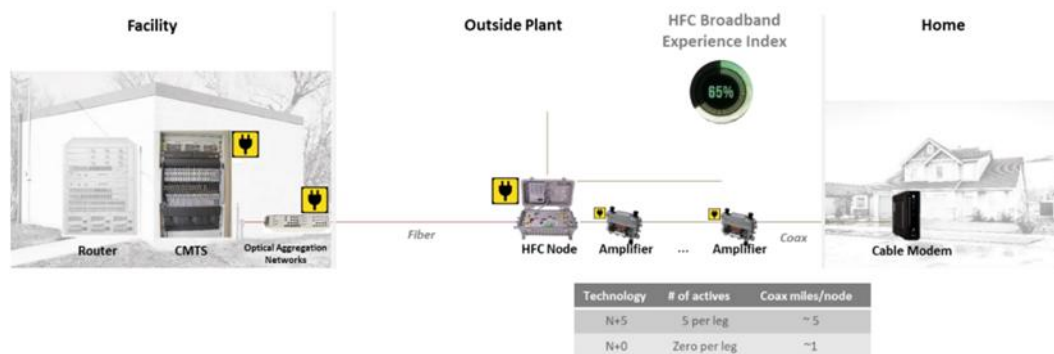 Facility
Outside Plant
HFC Broadband
Experience Index
Home
65%
Router
CMTS
Optical Aggregation
Networks
Fiber
HFC Node
Amplifier
...
Amplifier
Coax
Cable Modem
Technology # of actives Coax miles/node
N+5 5 per leg ~ 5
N+0 Zero per leg ~1